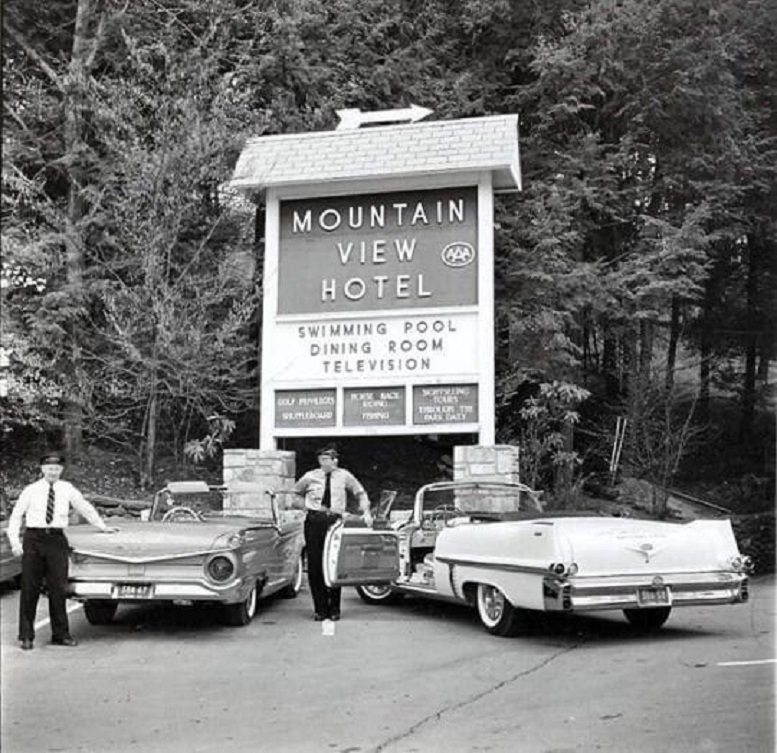 MOUNTAIN
VIEW
AAA
HOTEL
SWIMMING POOL
DINING ROOM
TELEVISION
GOLF PRIVILEGES
SHUFFLEBOARD
HORSE BACK
RIDING
FISHING
SIGHTSEEING
TOURS
THROUGH THE
PARK DAILY